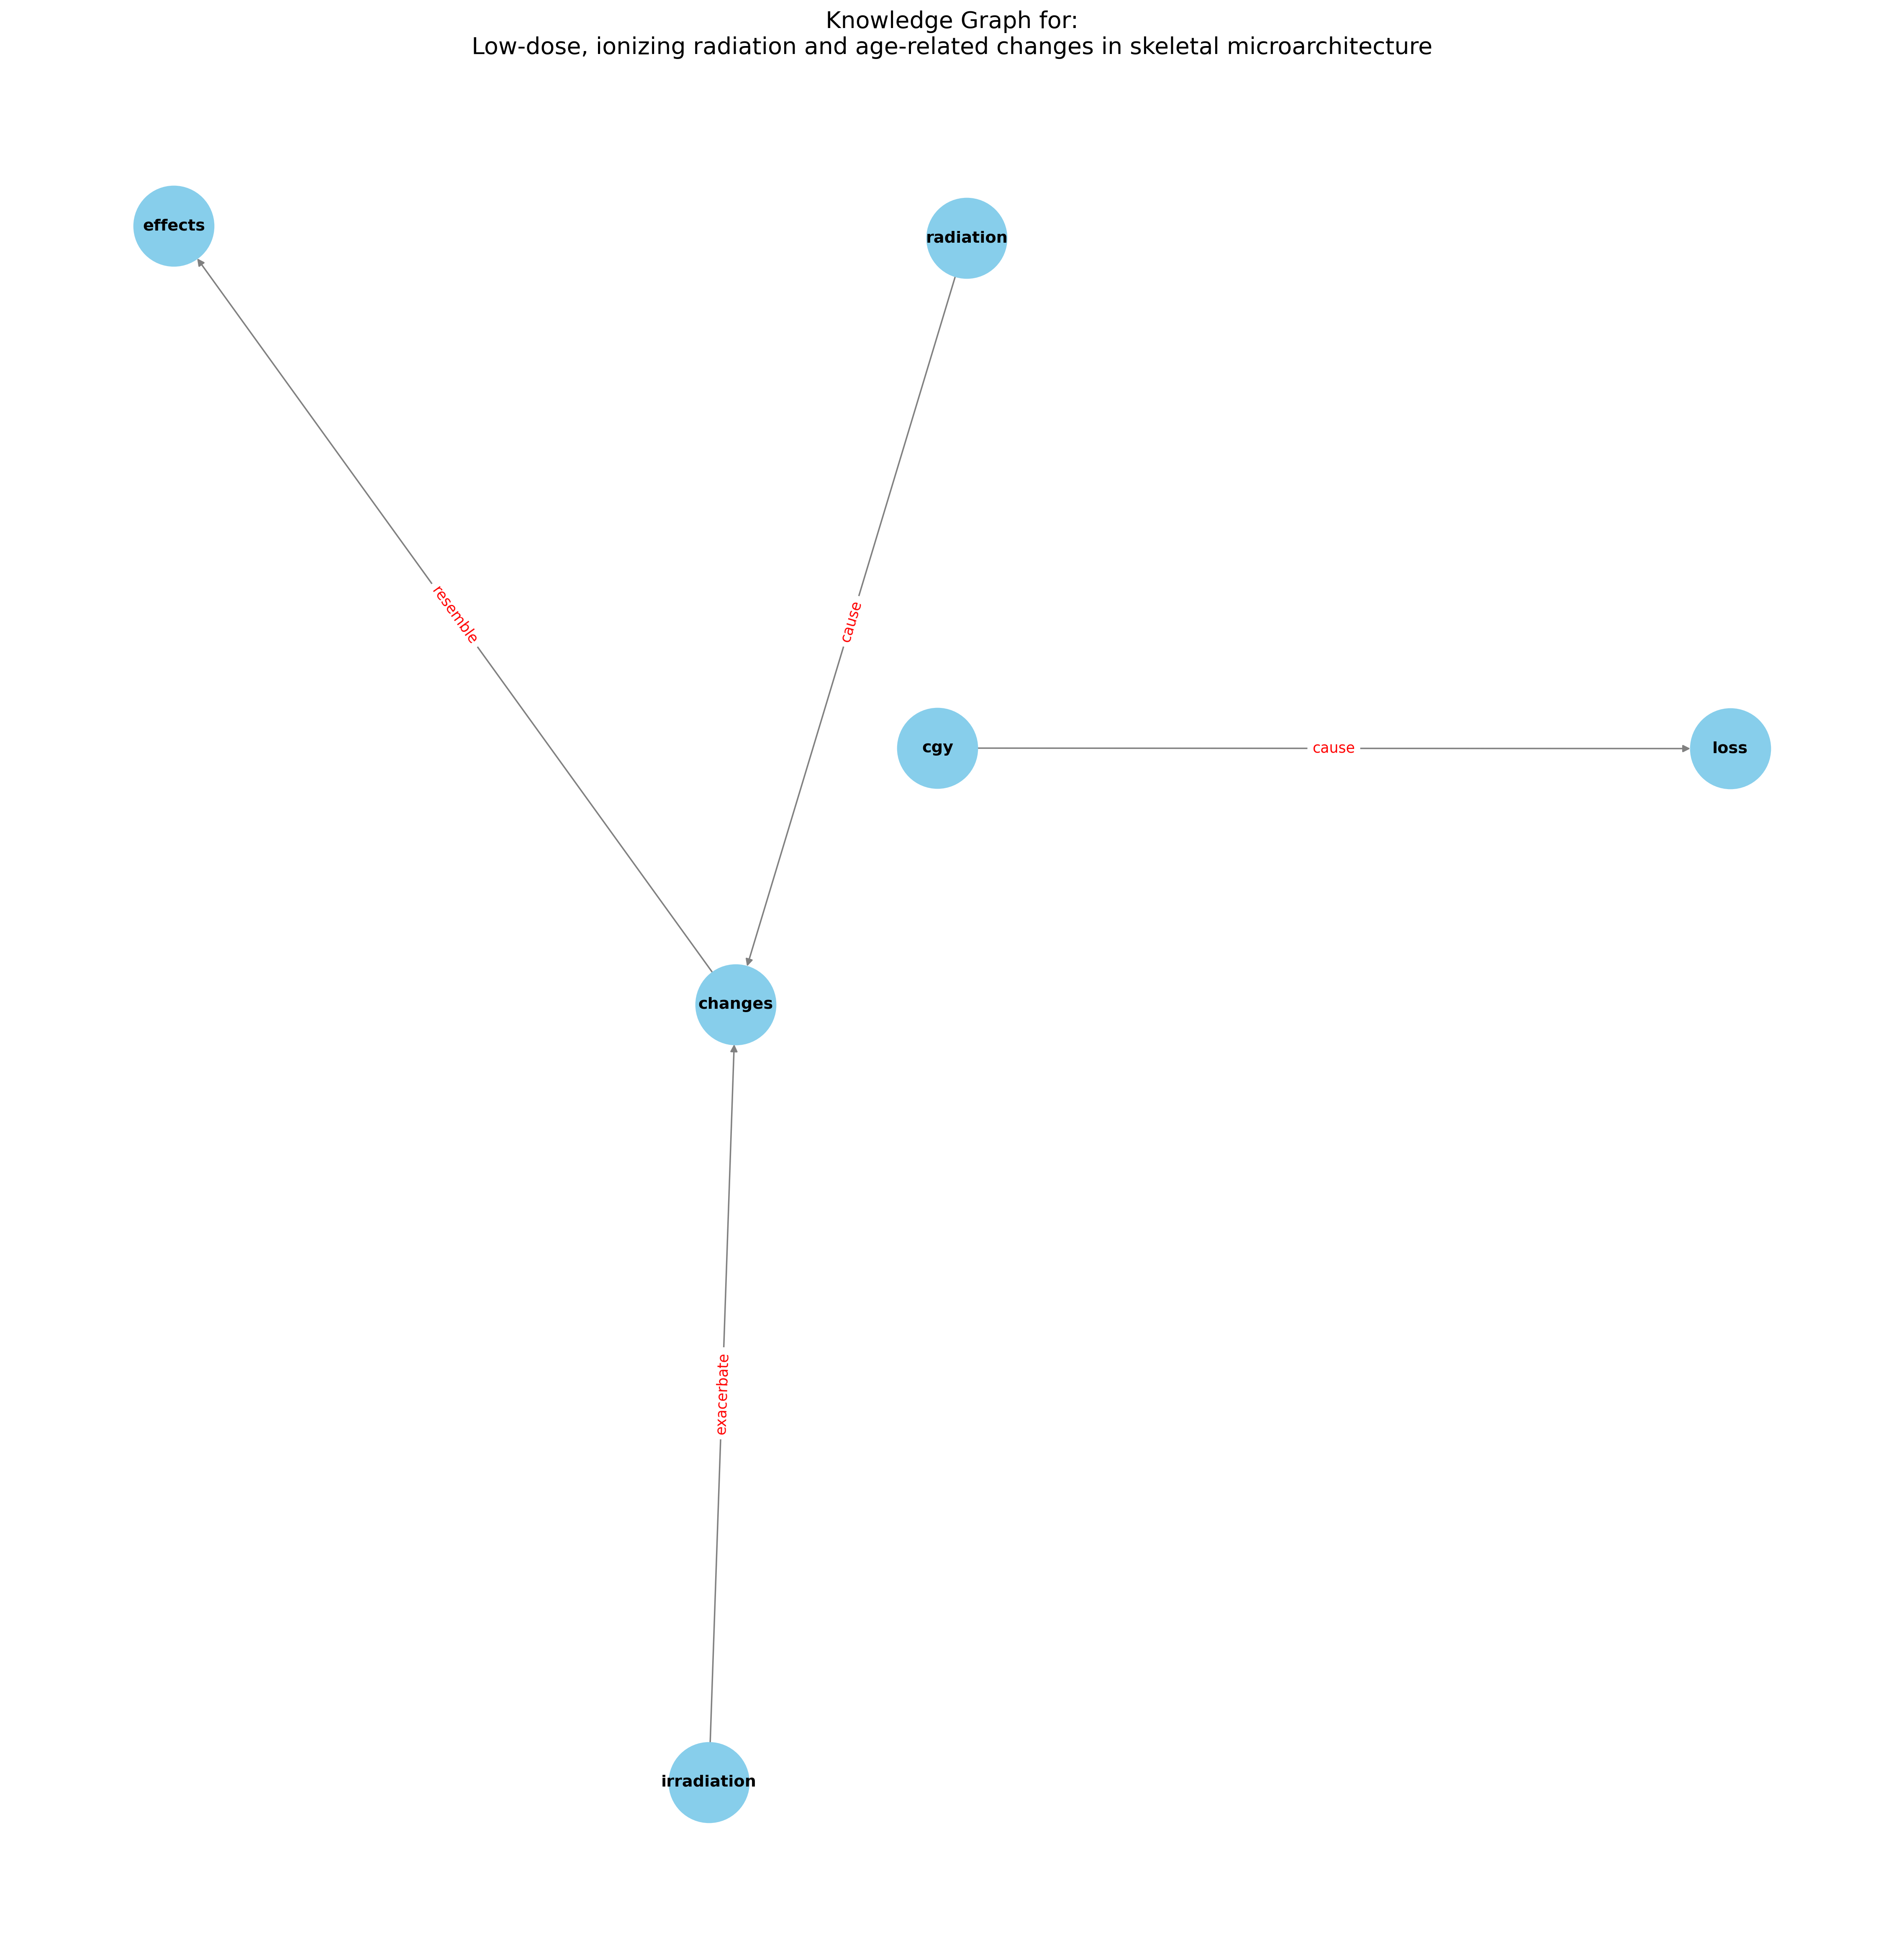 Knowledge Graph for:
Low-dose, ionizing radiation and age-related changes in skeletal microarchitecture
effects
radiation
resemble
cause
cgy
cause
loss
changes
exacerbate
irradiation